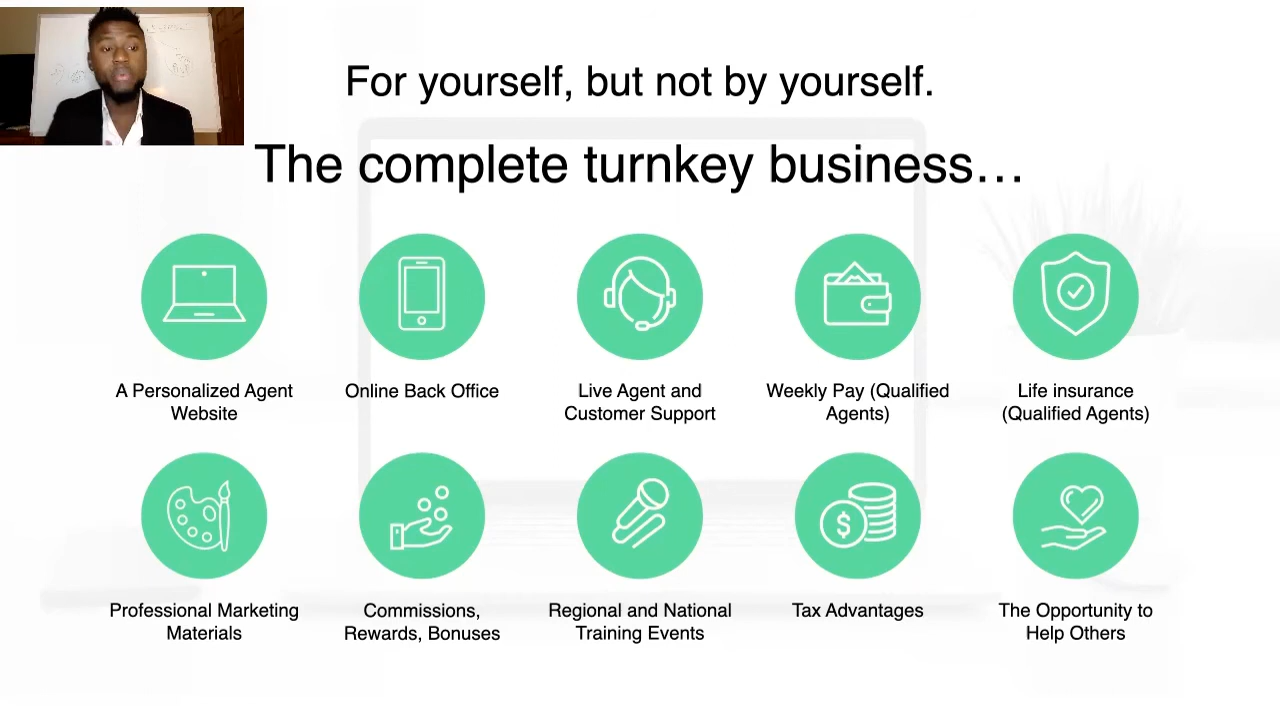 For yourself, but not by yourself.
The complete turnkey business…
A Personalized Agent
Website
Online Back Office
Live Agent and
Customer Support
Weekly Pay (Qualified
Agents)
Life insurance
(Qualified Agents)
$
Professional Marketing
Materials
Commissions,
Rewards, Bonuses
Regional and National
Training Events
Tax Advantages
The Opportunity to
Help Others